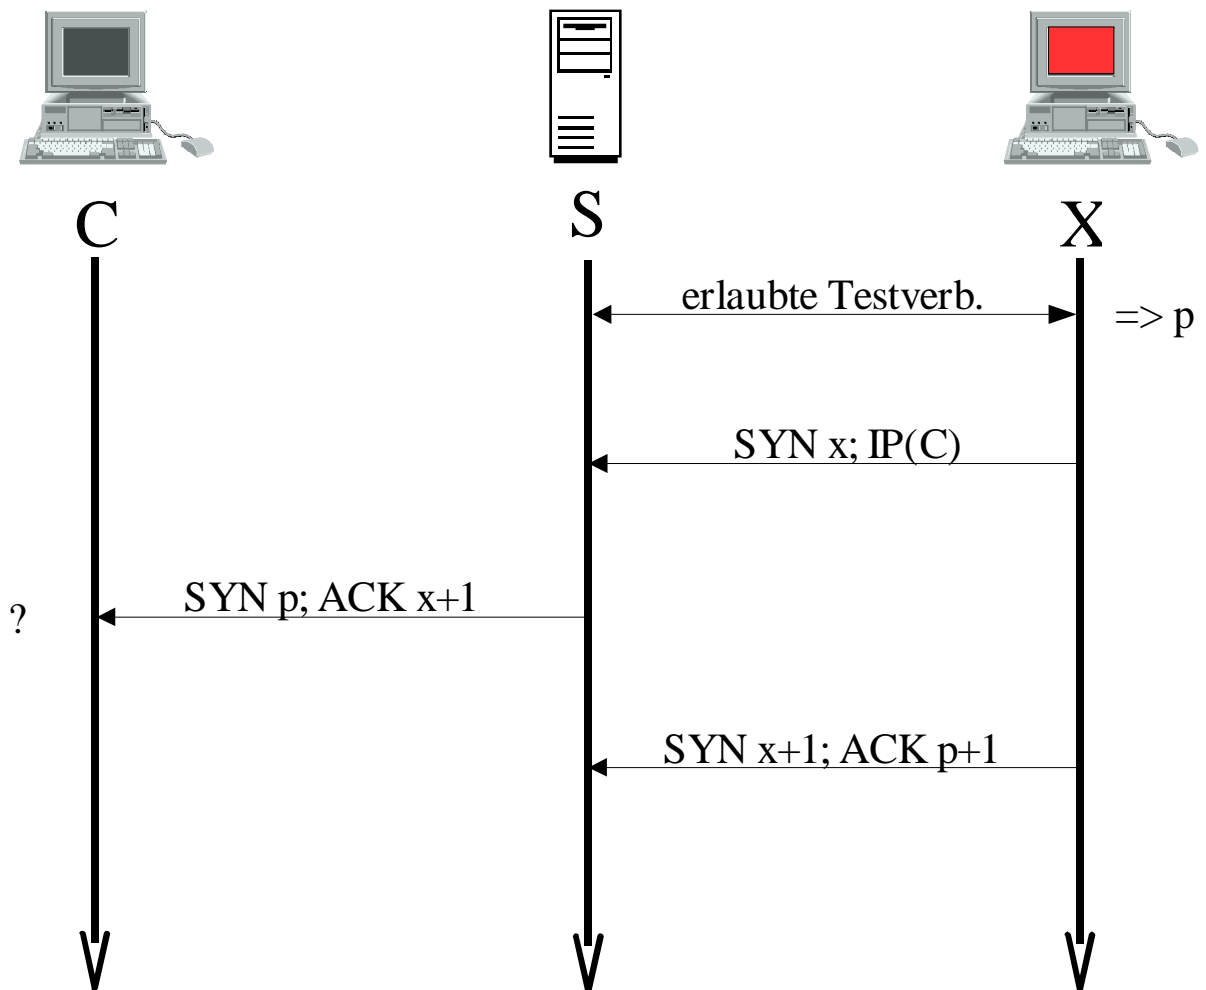 C
S
X
erlaubte Testverb.
=> p
SYN x; IP(C)
SYN p; ACK x+1
?
SYN x+1; ACK p+1